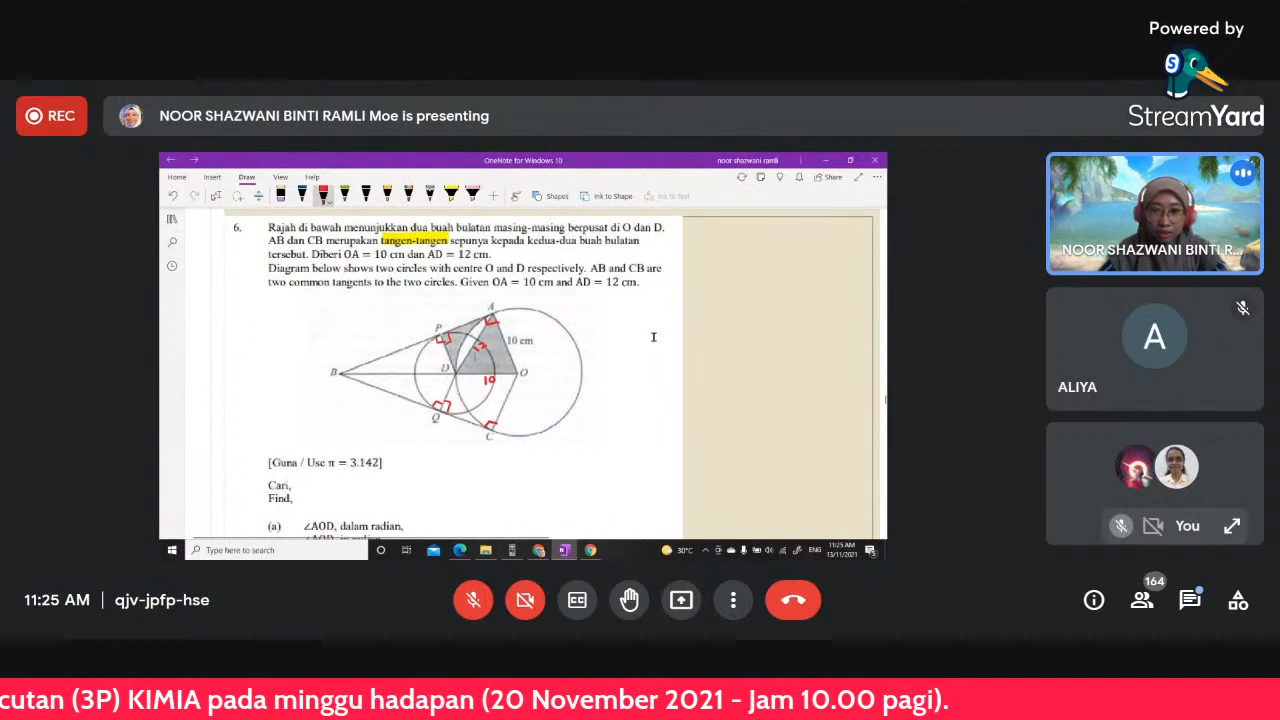 Powered by
S
StreamYard
REC
NOOR SHAZWANI BINTI RAMLI Moe is presenting
OneNote for Windows 10
noor shazwani ramli
Home Insert Draw View Help
Share
Shapes
Ink to Shape
Ink to Text
6. Rajah di bawah menunjukkan dua buah bulatan masing-masing berpusat di O dan D.
AB dan CB merupakan tangen-tangen sepunya kepada kedua-dua buah bulatan
tersebut. Diberi OA = 10 cm dan AD = 12 cm.
Diagram below shows two circles with centre O and D respectively. AB and CB are
two common tangents to the two circles. Given OA = 10 cm and AD = 12 cm.
A
P
10 cm
12
B
D
O
10
Q
C
[Guna / Use π = 3.142]
Cari,
Find,
(a) ∠AOD, dalam radian,
∠AOD, in radian
Type here to search
30°C
ENG
11:25 AM
13/11/2021
NOOR SHAZWANI BINTI R...
A
ALIYA
You
11:25 AM | qjv-jpfp-hse
164
cutan (3P) KIMIA pada minggu hadapan (20 November 2021 - Jam 10.00 pagi).